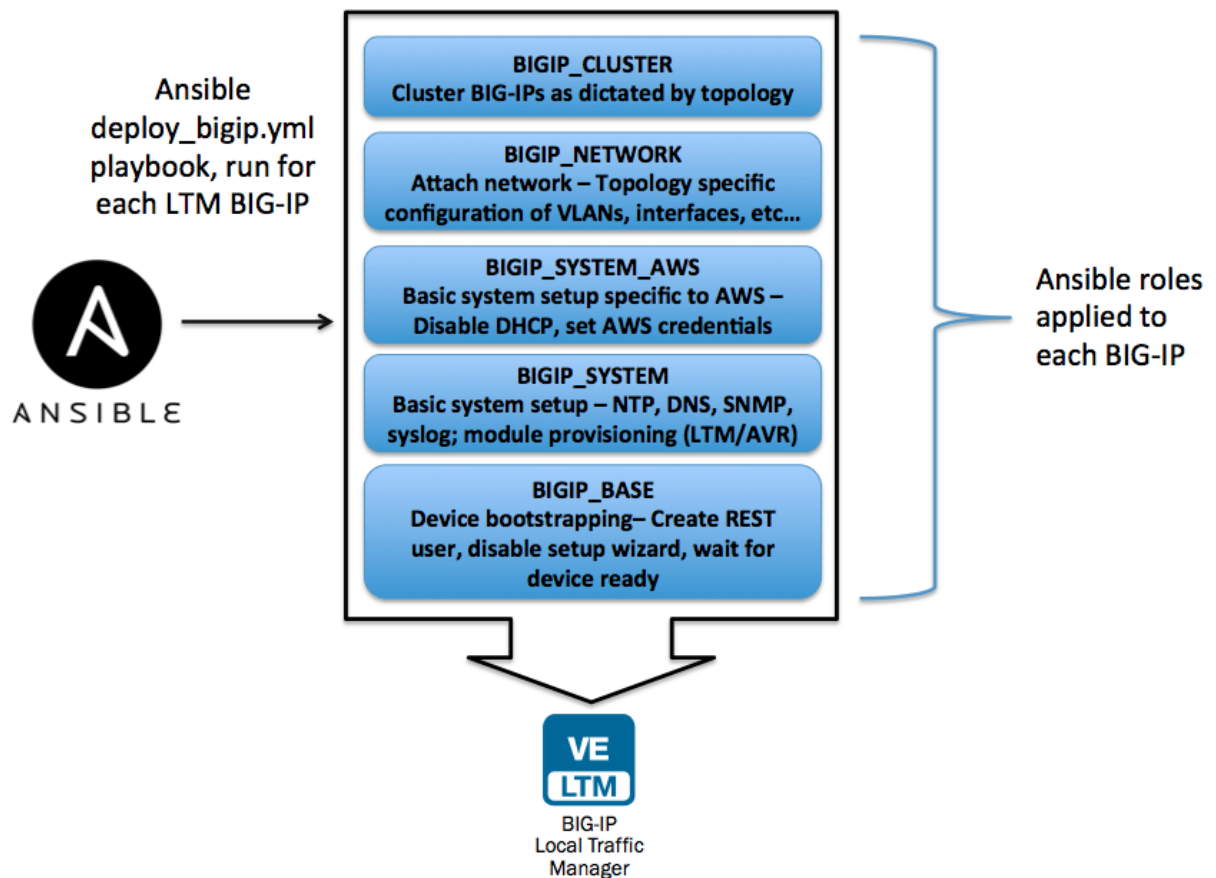 Ansible
deploy_bigip.yml
playbook, run for
each LTM BIG-IP
ANSIBLE
BIGIP_CLUSTER
Cluster BIG-IPs as dictated by topology
BIGIP_NETWORK
Attach network – Topology specific
configuration of VLANs, interfaces, etc…
BIGIP_SYSTEM_AWS
Basic system setup specific to AWS –
Disable DHCP, set AWS credentials
BIGIP_SYSTEM
Basic system setup – NTP, DNS, SNMP,
syslog; module provisioning (LTM/AVR)
BIGIP_BASE
Device bootstrapping– Create REST
user, disable setup wizard, wait for
device ready
Ansible roles
applied to
each BIG-IP
VE
LTM
BIG-IP
Local Traffic
Manager